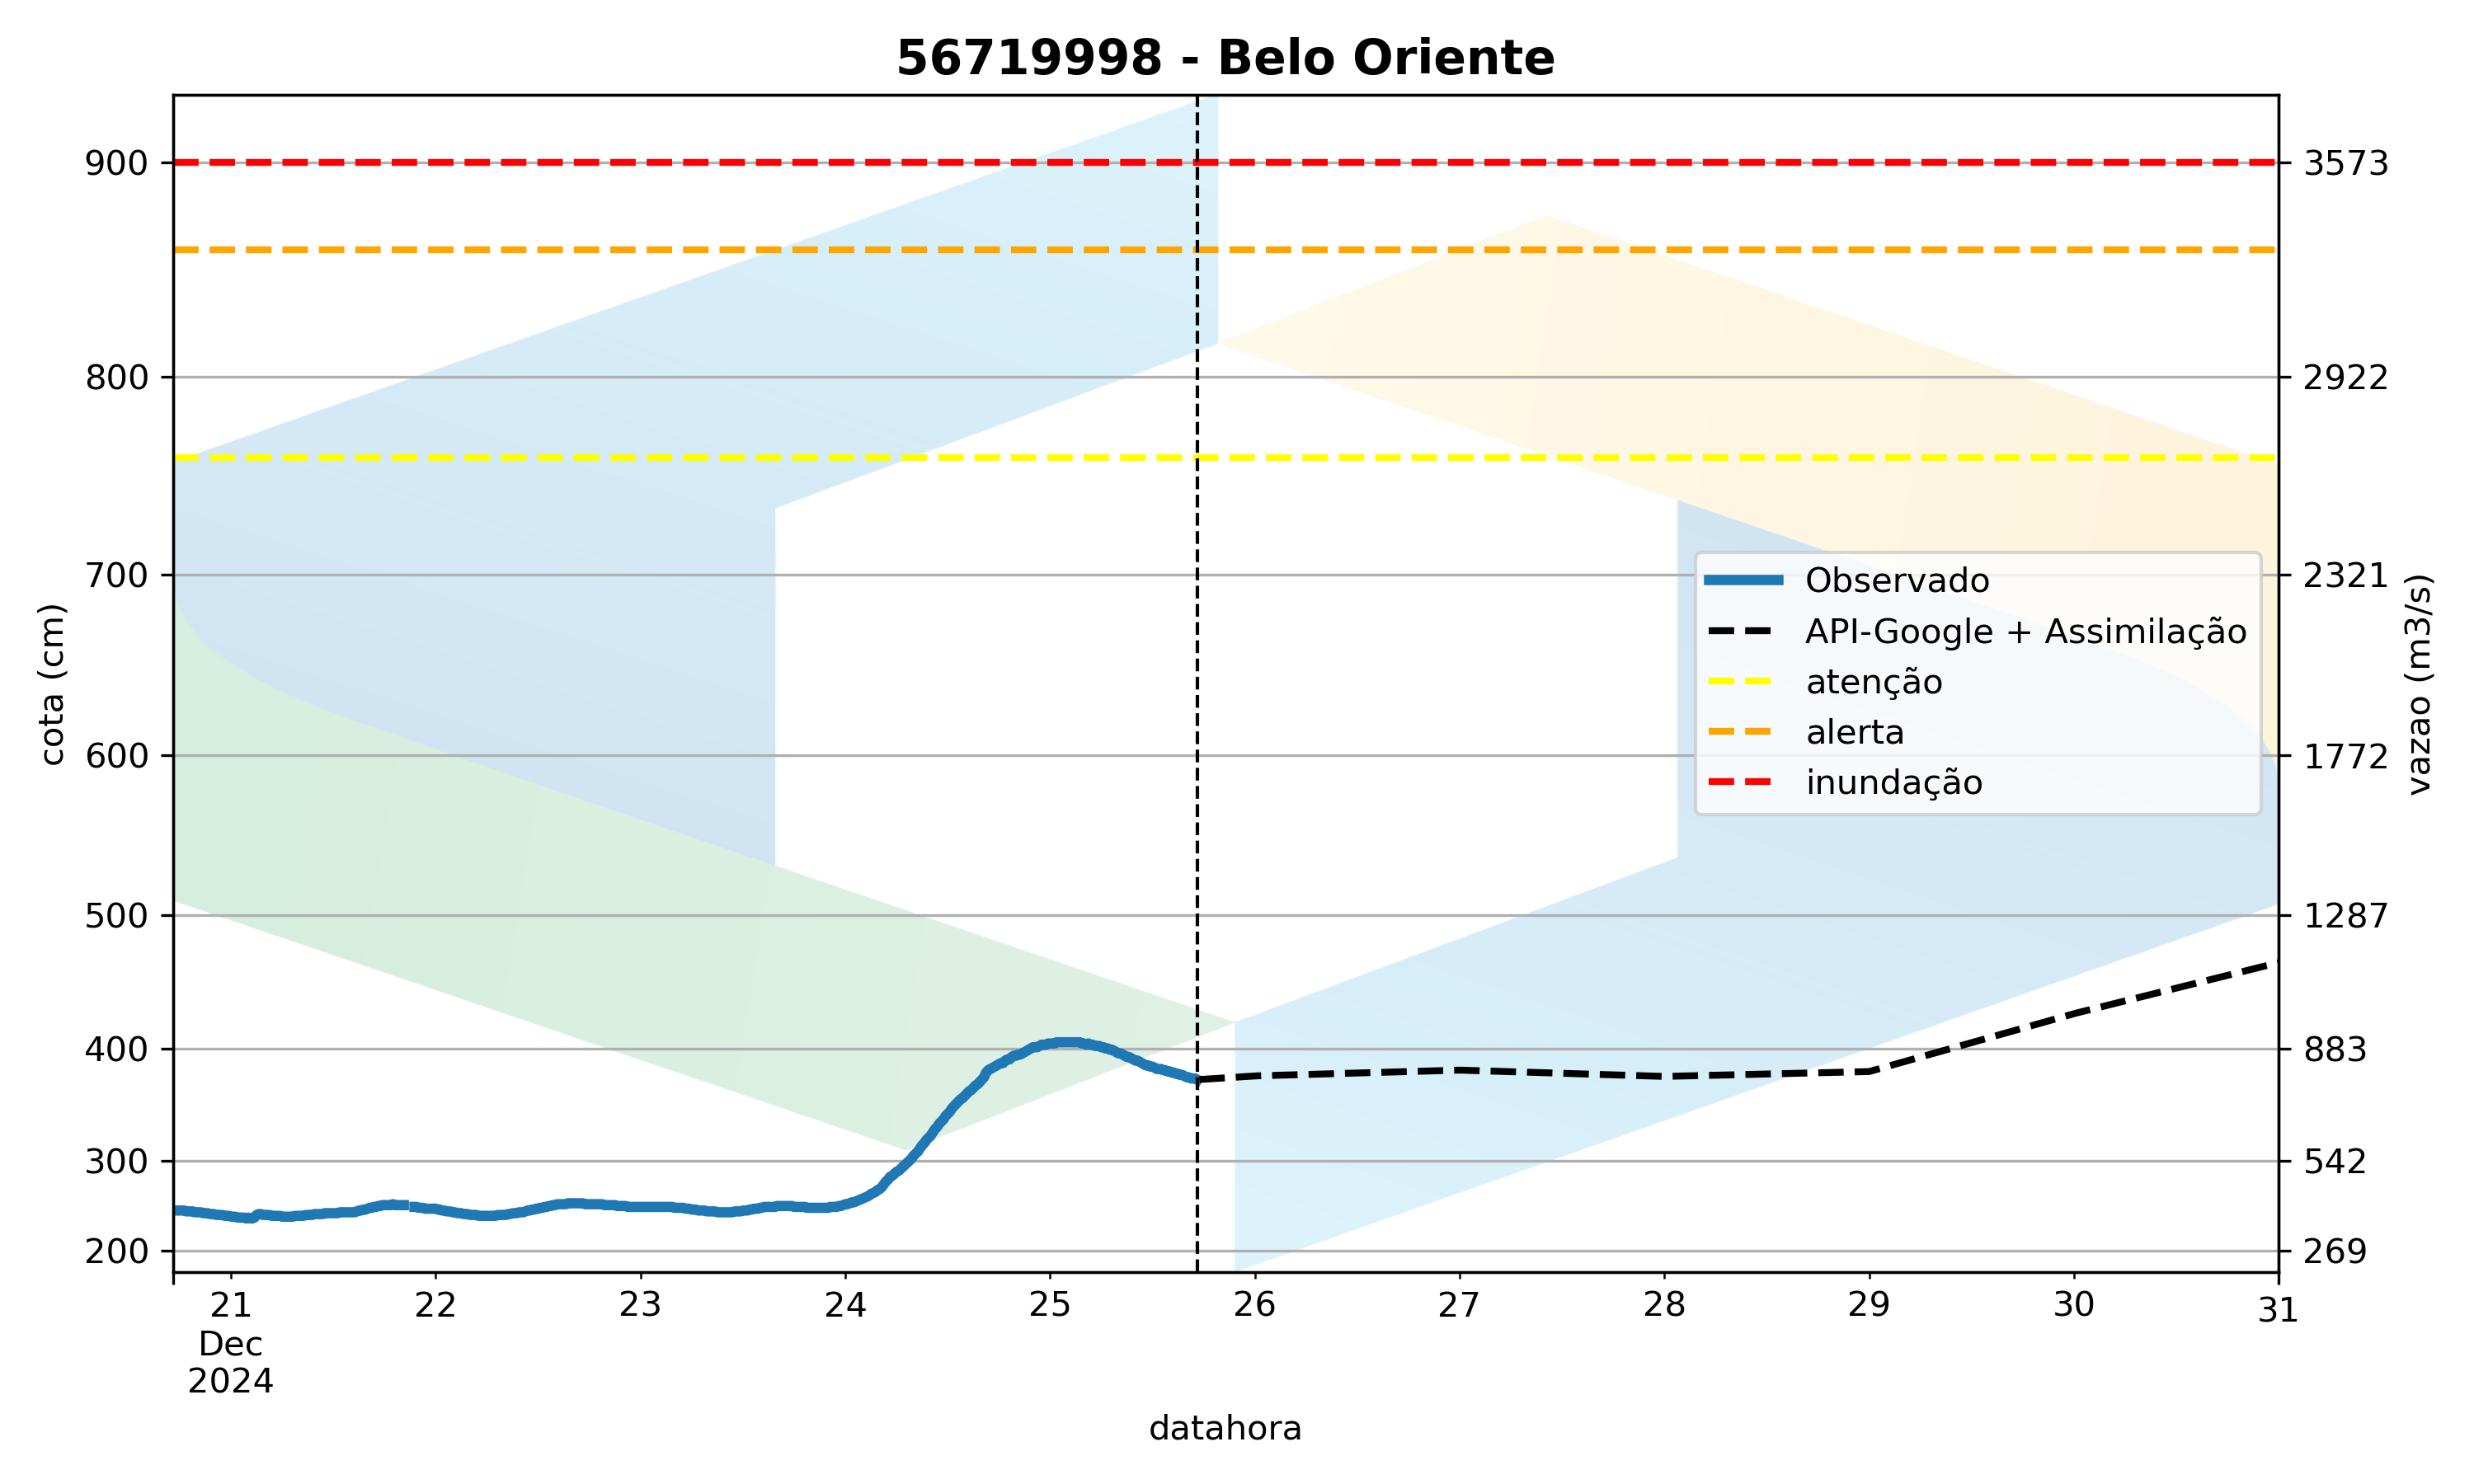 56719998 - Belo Oriente
cota (cm)
900
800
700
600
500
400
300
200
3573
2922
2321
1772
1287
883
542
269
vazao (m3/s)
Observado
API-Google + Assimilação
atenção
alerta
inundação
21 22 23 24 25 26 27 28 29 30 31
Dec
2024
datahora